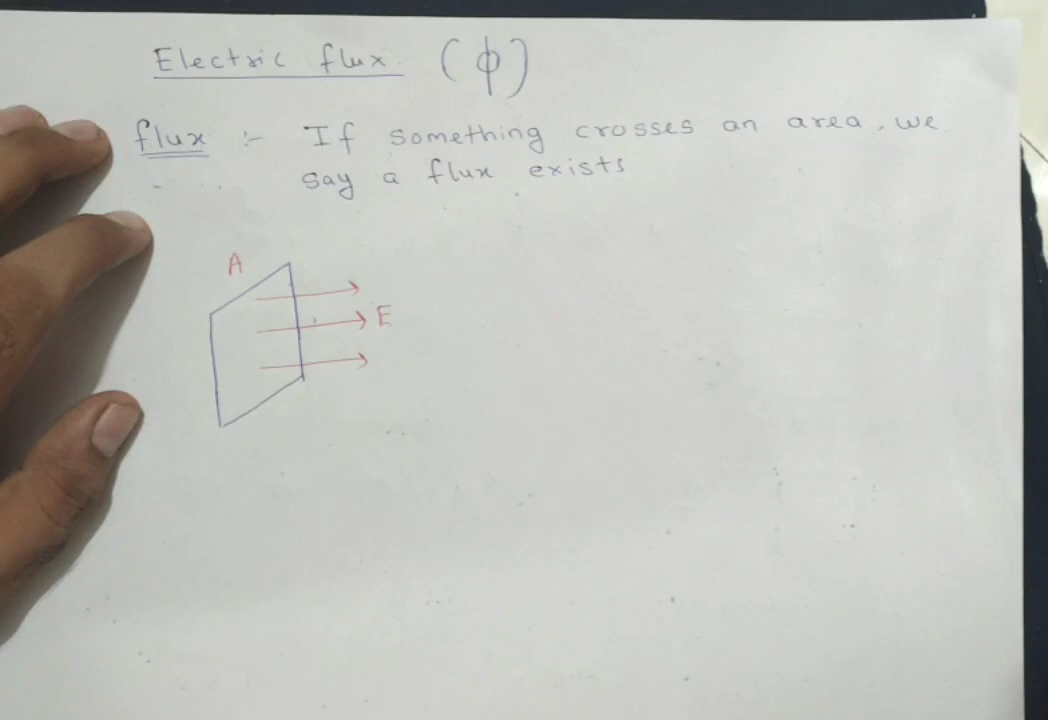 Electric flux (ϕ)
flux :- If something crosses an area, we
say a flux exists
A
E